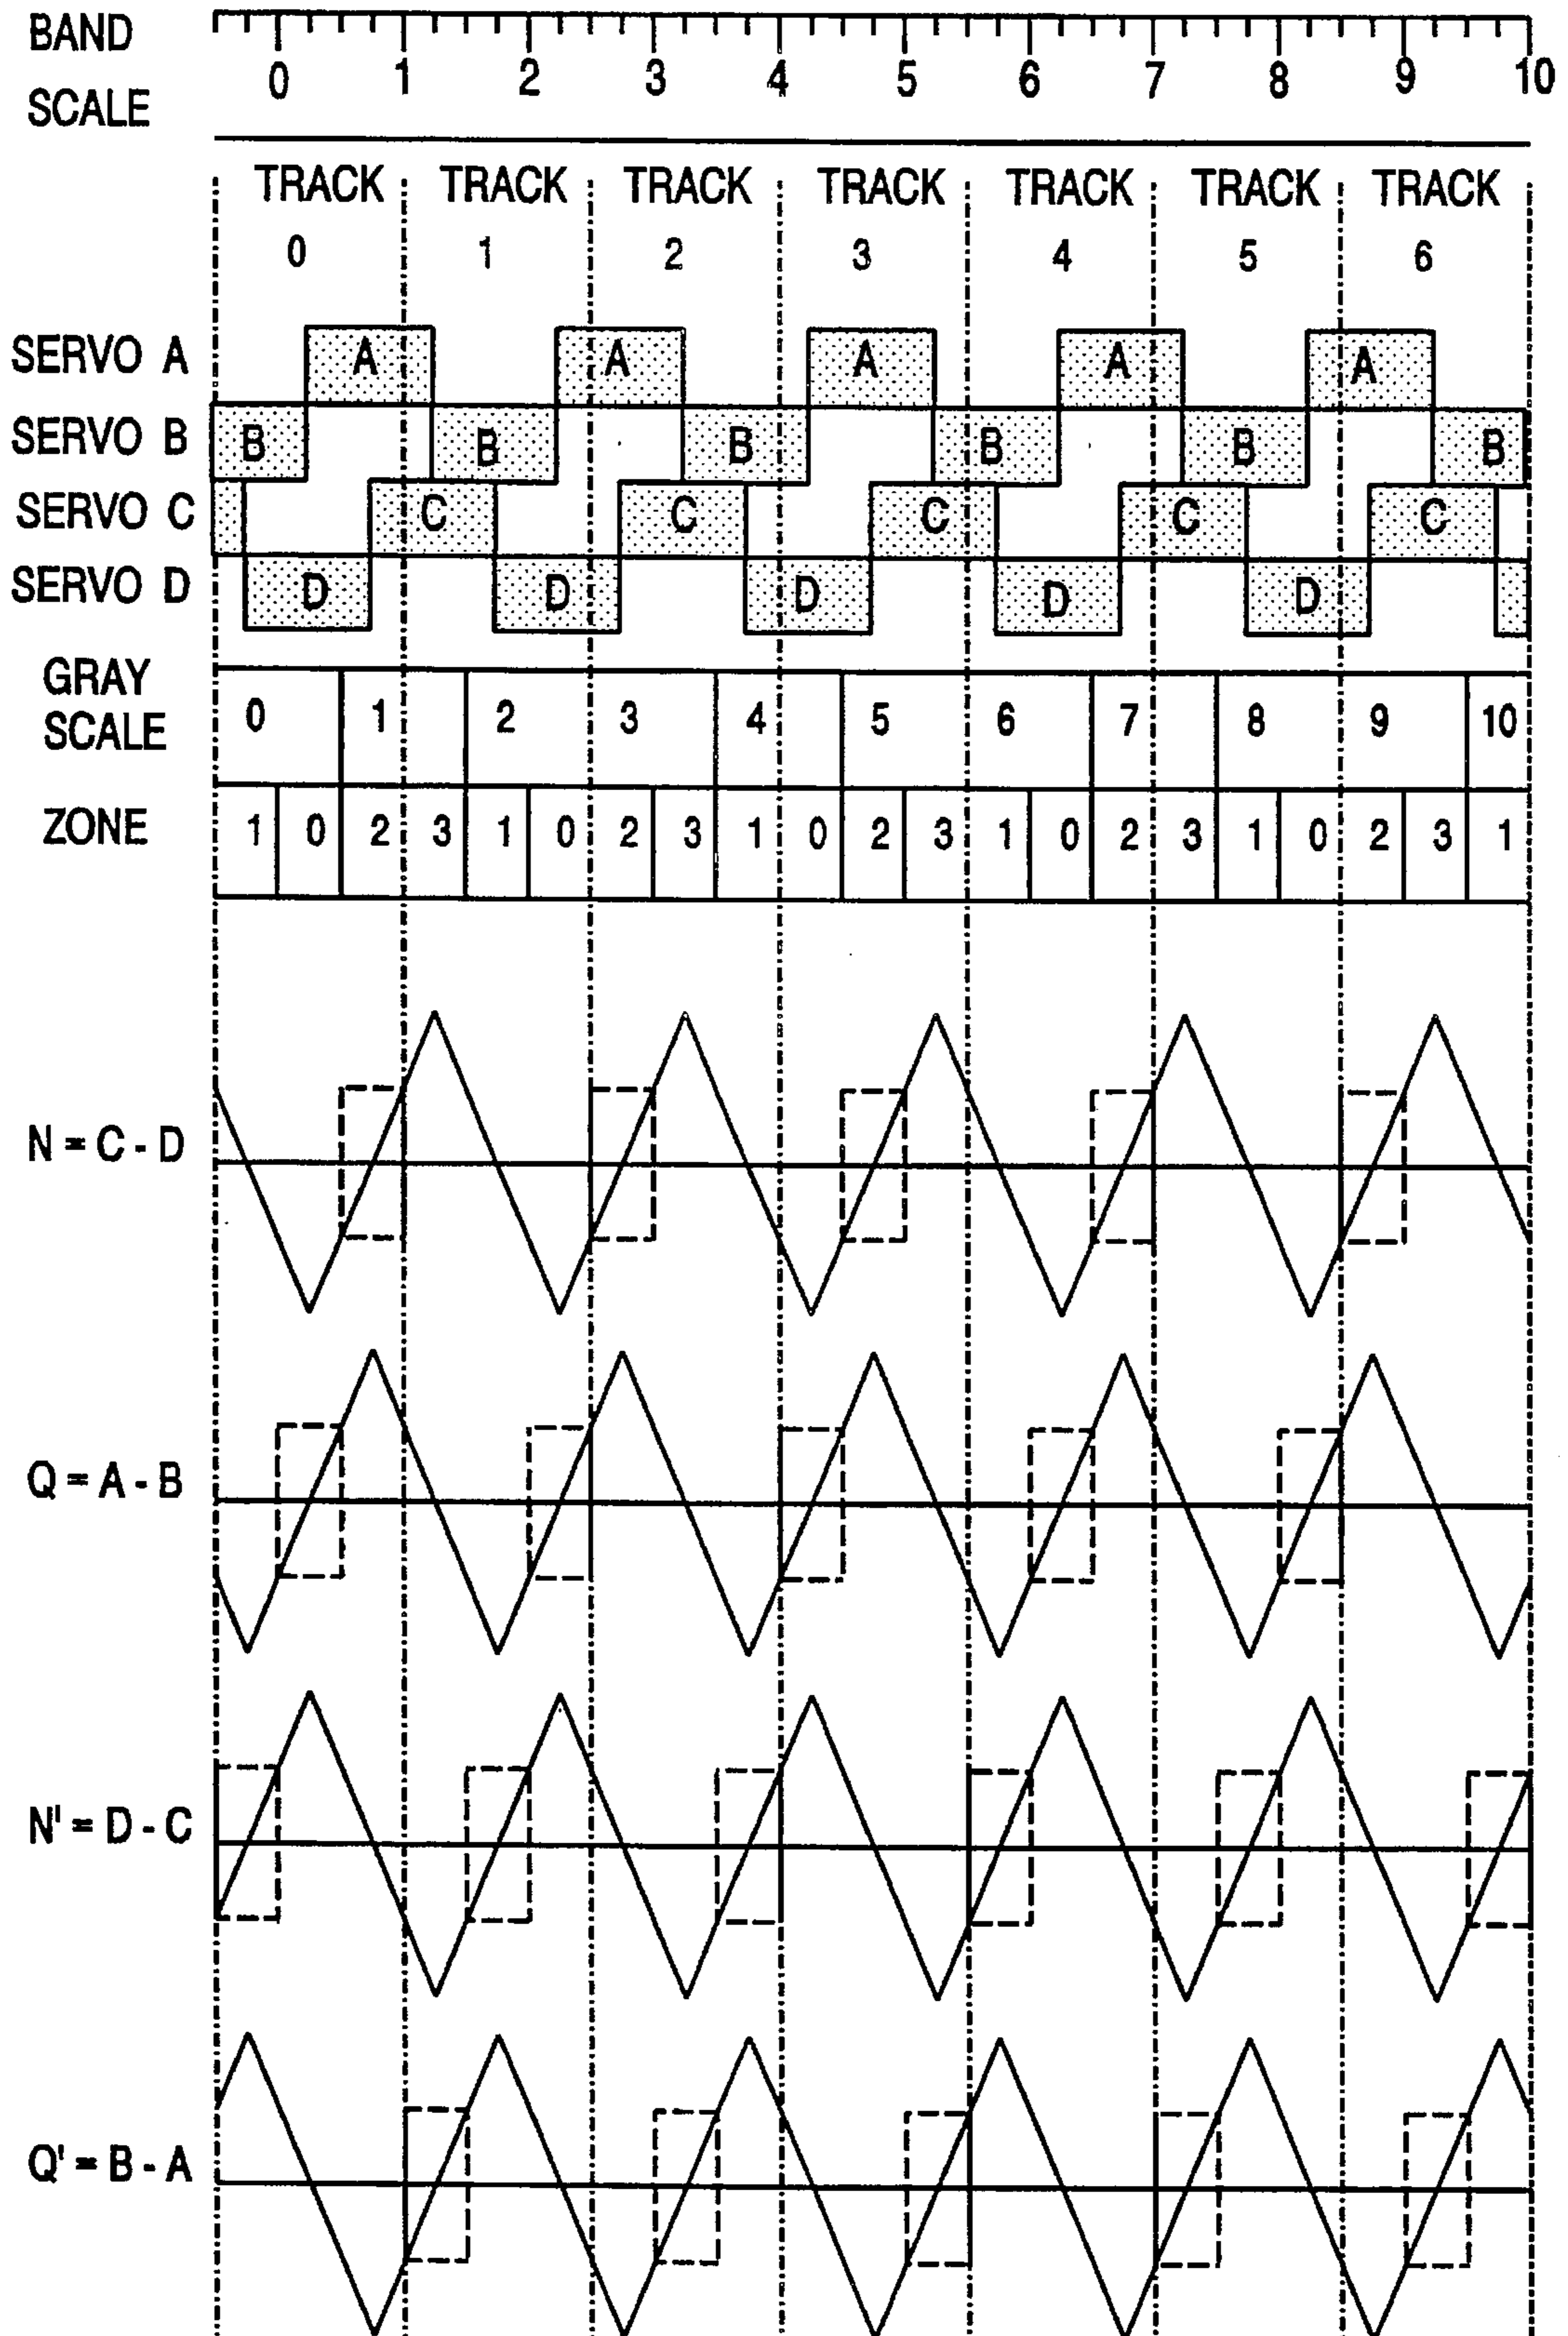 BAND
SCALE
0 1 2 3 4 5 6 7 8 9 10
TRACK TRACK TRACK TRACK TRACK TRACK TRACK
0 1 2 3 4 5 6
SERVO A
A A A A A
SERVO B
B B B B B B
SERVO C
C C C C C
SERVO D
D D D D D
GRAY
SCALE
0 1 2 3 4 5 6 7 8 9 10
ZONE
1 0 2 3 1 0 2 3 1 0 2 3 1 0 2 3 1 0 2 3 1
N = C - D
Q = A - B
N' = D - C
Q' = B - A